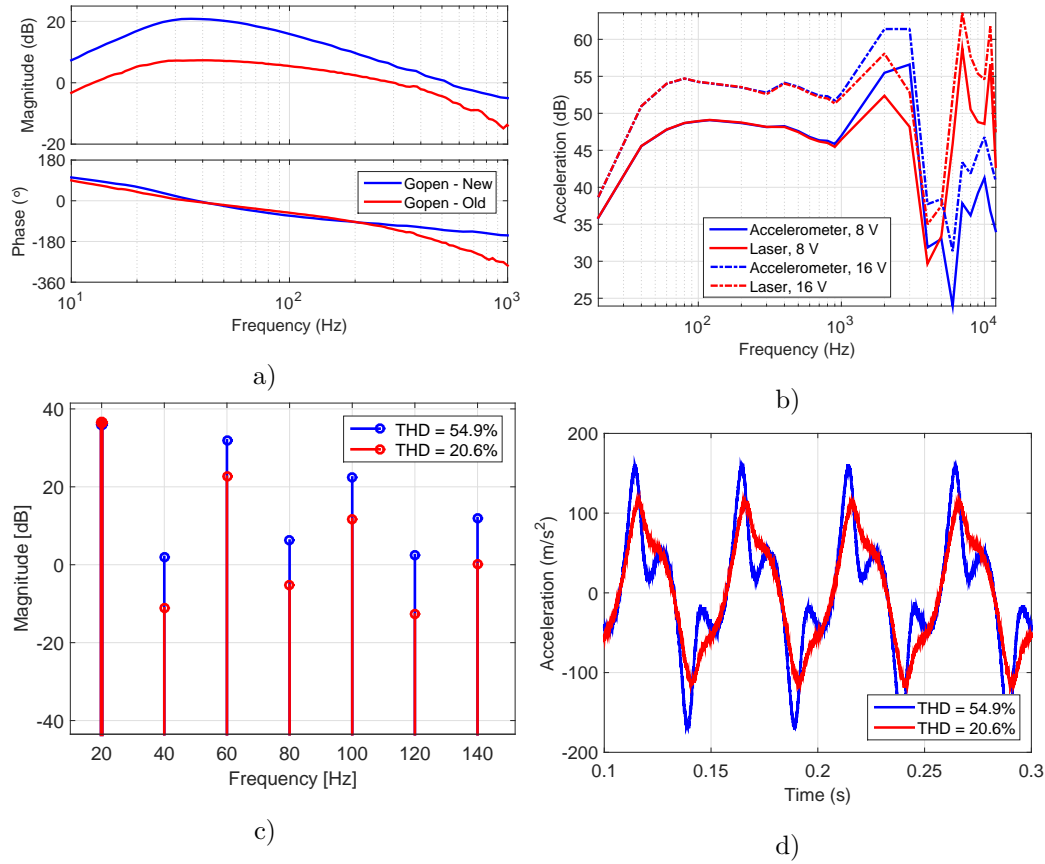 20
0
-20
Magnitude (dB)
180
0
-180
-360
Phase (°)
Gopen - New
Gopen - Old
10^1
10^2
10^3
Frequency (Hz)
a)
60
55
50
45
40
35
30
25
Acceleration (dB)
Accelerometer, 8 V
Laser, 8 V
Accelerometer, 16 V
Laser, 16 V
10^2
10^3
10^4
Frequency (Hz)
b)
40
20
0
-20
-40
Magnitude [dB]
THD = 54.9%
THD = 20.6%
20 40 60 80 100 120 140
Frequency [Hz]
c)
200
100
0
-100
-200
Acceleration (m/s²)
THD = 54.9%
THD = 20.6%
0.1 0.15 0.2 0.25 0.3
Time (s)
d)